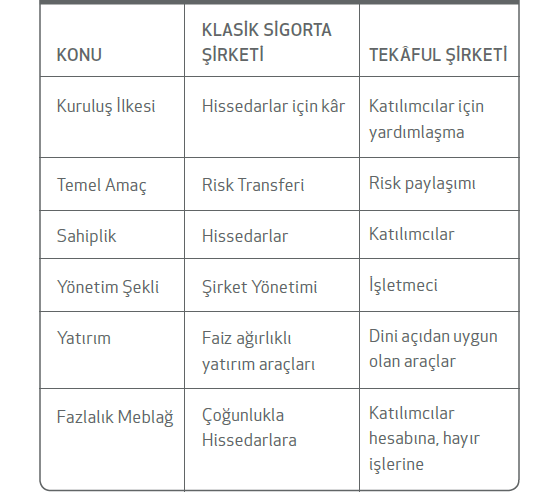 KONU
KLASİK SİGORTA
ŞİRKETİ
TEKÂFUL ŞİRKETİ
Kuruluş İlkesi
Hissedarlar için kâr
Katılımcılar için
yardımlaşma
Temel Amaç
Risk Transferi
Risk paylaşımı
Sahiplik
Hissedarlar
Katılımcılar
Yönetim Şekli
Şirket Yönetimi
İşletmeci
Yatırım
Faiz ağırlıklı
yatırım araçları
Dini açıdan uygun
olan araçlar
Fazlalık Meblağ
Çoğunlukla
Hissedarlara
Katılımcılar
hesabına, hayır
işlerine